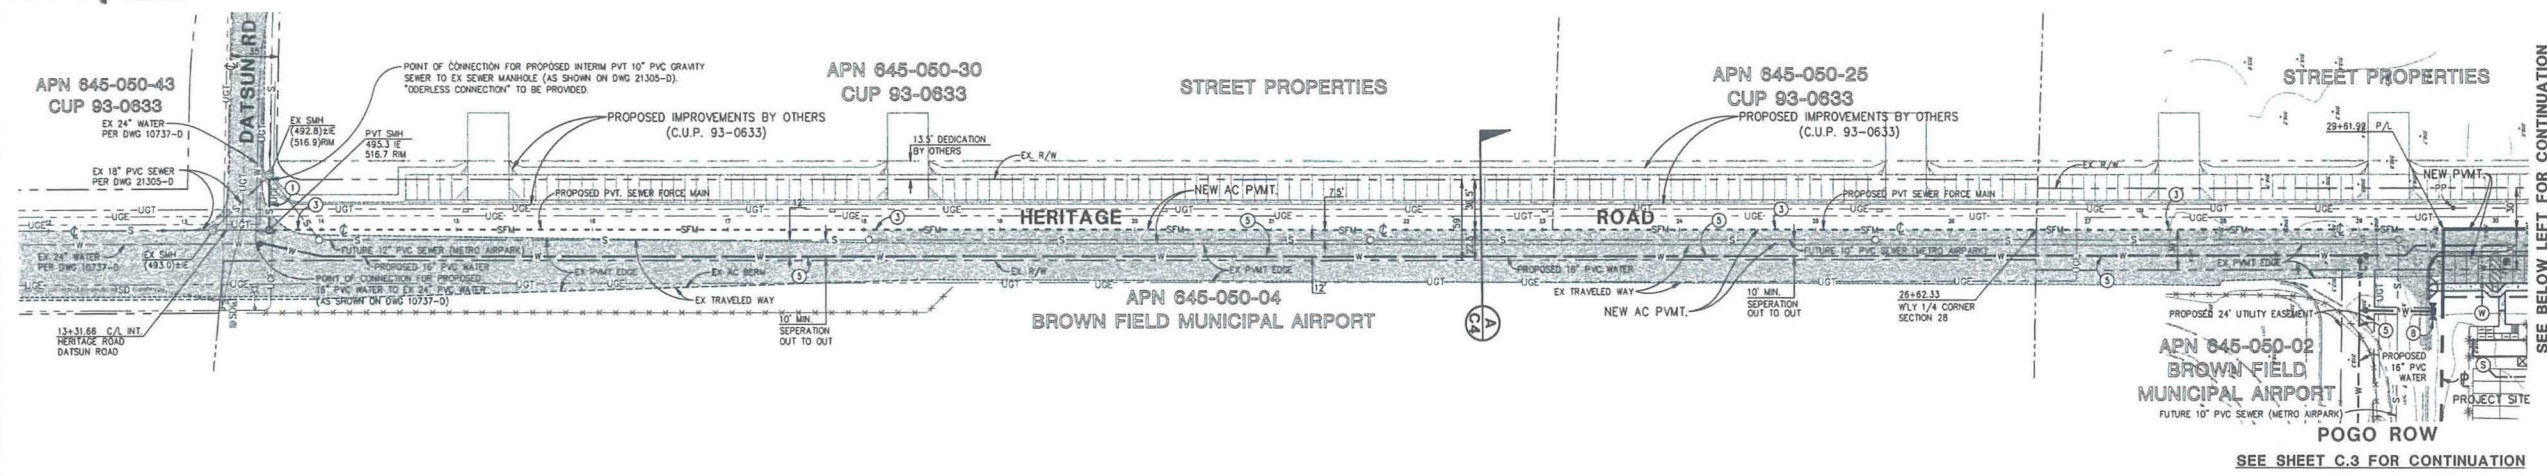 DATSUN RD
APN 645-050-43
CUP 93-0633
EX 24" WATER
PER DWG 10737-D
EX 18" PVC SEWER
PER DWG 21305-D
EX SMH
(492.8)±IE
(516.9)RIM
PVT SMH
495.3 IE
516.7 RIM
POINT OF CONNECTION FOR PROPOSED INTERIM PVT 10" PVC GRAVITY
SEWER TO EX SEWER MANHOLE (AS SHOWN ON DWG 21305-D).
"ODERLESS CONNECTION" TO BE PROVIDED.
PROPOSED IMPROVEMENTS BY OTHERS
(C.U.P. 93-0633)
APN 645-050-30
CUP 93-0633
13.5' DEDICATION
BY OTHERS
EX. R/W
STREET PROPERTIES
APN 645-050-25
CUP 93-0633
PROPOSED IMPROVEMENTS BY OTHERS
(C.U.P. 93-0633)
STREET PROPERTIES
29+61.99 P/L
EX R/W
NEW PVMT.
PP
30'
PROPOSED PVT. SEWER FORCE MAIN
NEW AC PVMT.
7.5'
12'
59'
PROPOSED PVT SEWER FORCE MAIN
HERITAGE ROAD
UGT
UGE
SFM
EX 24" WATER
PER DWG 10737-D
EX SMH
(493.0)±IE
FUTURE 12" PVC SEWER (METRO AIRPARK)
PROPOSED 16" PVC WATER
POINT OF CONNECTION FOR PROPOSED
16" PVC WATER TO EX 24" PVC WATER
(AS SHOWN ON DWG 10737-D)
EX PVMT EDGE
EX AC BERM
EX R/W
EX TRAVELED WAY
EX PVMT EDGE
12'
PROPOSED 16" PVC WATER
FUTURE 10" PVC SEWER (METRO AIRPARK)
EX PVMT EDGE
13+31.66 C/L INT.
HERITAGE ROAD
DATSUN ROAD
10' MIN.
SEPERATION
OUT TO OUT
APN 645-050-04
BROWN FIELD MUNICIPAL AIRPORT
A
C4
EX TRAVELED WAY
NEW AC PVMT.
10' MIN.
SEPERATION
OUT TO OUT
26+62.33
WLY 1/4 CORNER
SECTION 28
PROPOSED 24' UTILITY EASEMENT
APN 645-050-02
BROWN FIELD
MUNICIPAL AIRPORT
PROPOSED
16" PVC
WATER
PROJECT SITE
FUTURE 10" PVC SEWER (METRO AIRPARK)
POGO ROW
SEE SHEET C.3 FOR CONTINUATION
SEE BELOW LEFT FOR CONTINUATION